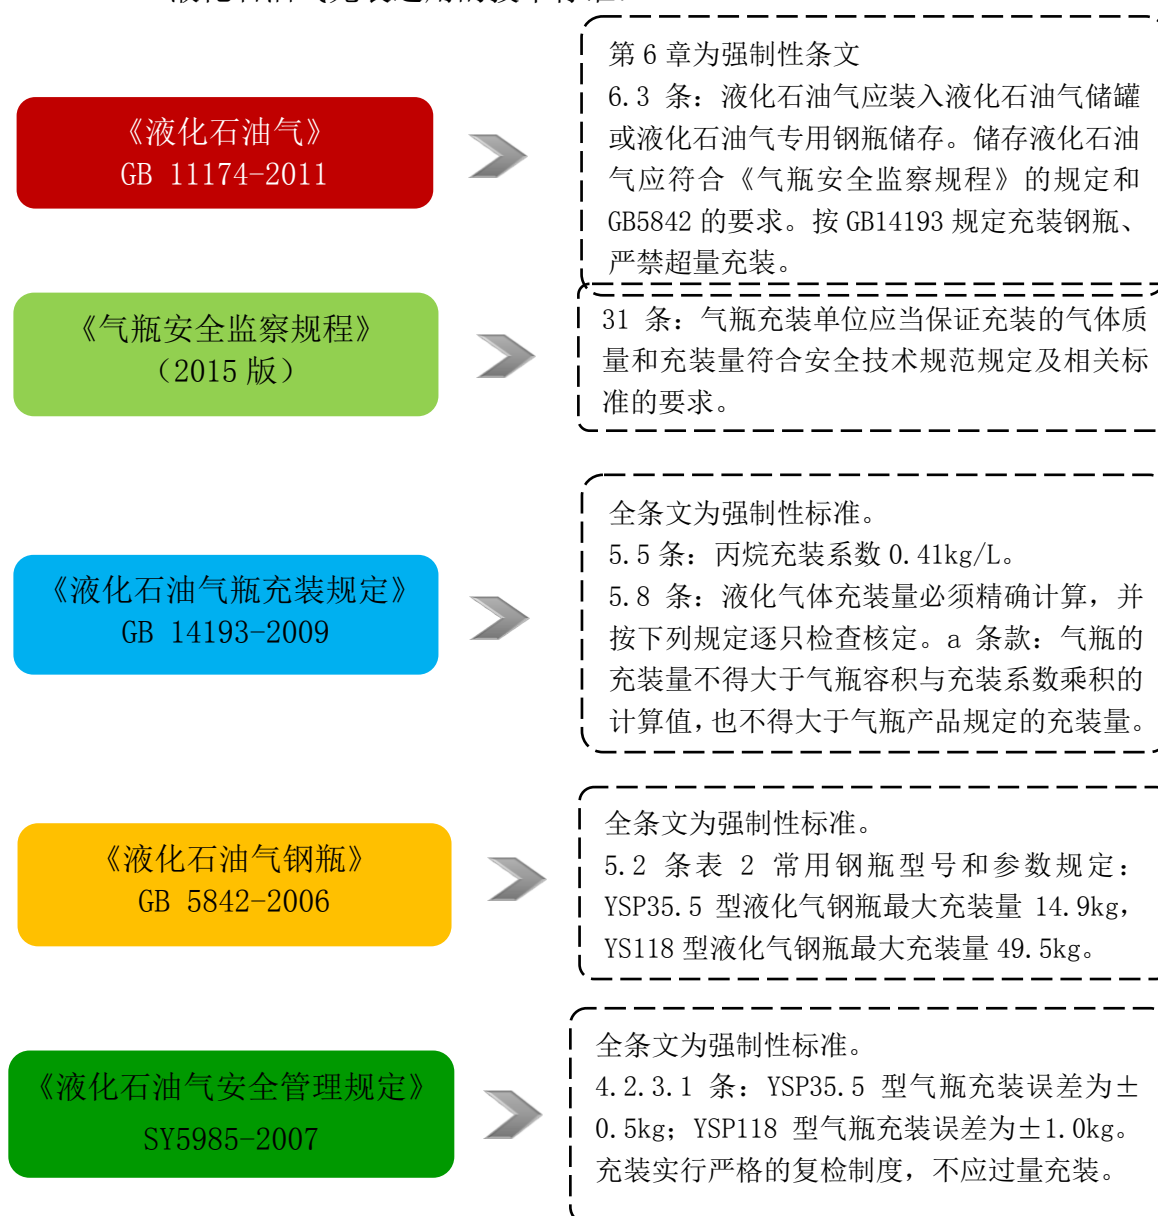 液化石油气充装适用的技术标准：
《液化石油气》
GB 11174-2011
第 6 章为强制性条文
6.3 条：液化石油气应装入液化石油气储罐
或液化石油气专用钢瓶储存。储存液化石油
气应符合《气瓶安全监察规程》的规定和
GB5842 的要求。按 GB14193 规定充装钢瓶、
严禁超量充装。
《气瓶安全监察规程》
（2015 版）
31 条：气瓶充装单位应当保证充装的气体质
量和充装量符合安全技术规范规定及相关标
准的要求。
《液化石油气瓶充装规定》
GB 14193-2009
全条文为强制性标准。
5.5 条：丙烷充装系数 0.41kg/L。
5.8 条：液化气体充装量必须精确计算，并
按下列规定逐只检查核定。a 条款：气瓶的
充装量不得大于气瓶容积与充装系数乘积的
计算值，也不得大于气瓶产品规定的充装量。
《液化石油气钢瓶》
GB 5842-2006
全条文为强制性标准。
5.2 条表 2 常用钢瓶型号和参数规定：
YSP35.5 型液化气钢瓶最大充装量 14.9kg，
YS118 型液化气钢瓶最大充装量 49.5kg。
《液化石油气安全管理规定》
SY5985-2007
全条文为强制性标准。
4.2.3.1 条：YSP35.5 型气瓶充装误差为±
0.5kg；YSP118 型气瓶充装误差为±1.0kg。
充装实行严格的复检制度，不应过量充装。